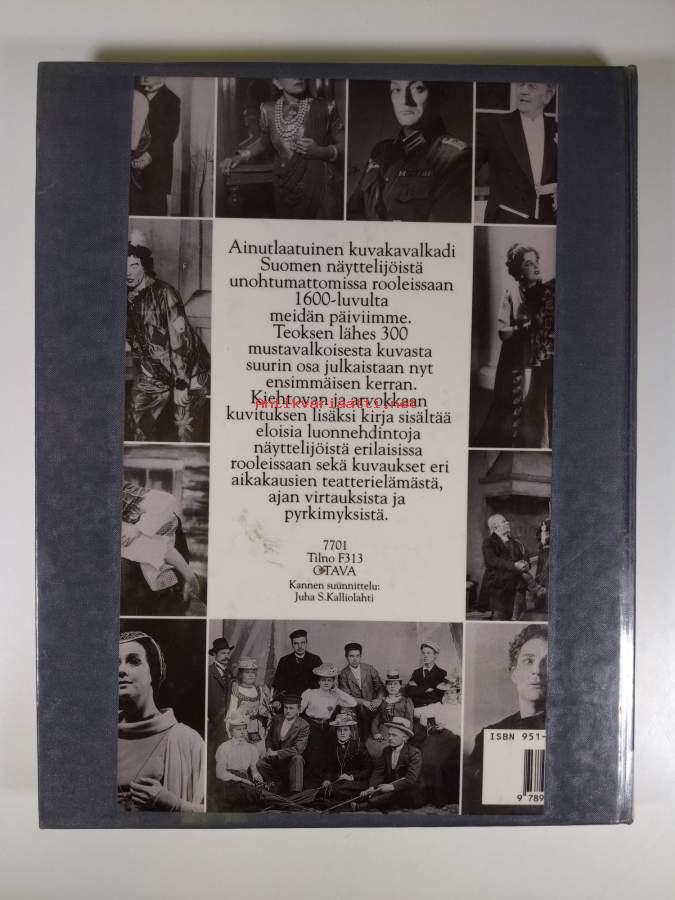 Ainutlaatuinen kuvakavalkadi
Suomen näyttelijöistä
unohtumattomissa rooleissaan
1600-luvulta
meidän päiviimme.
Teoksen lähes 300
mustavalkoisesta kuvasta
suurin osa julkaistaan nyt
ensimmäisen kerran.
Kiehtovan ja arvokkaan
antikvariaatti.net
kuvituksen lisäksi kirja sisältää
eloisia luonnehdintoja
näyttelijöistä erilaisissa
rooleissaan sekä kuvaukset eri
aikakausien teatterielämästä,
ajan virtauksista ja
pyrkimyksistä.
7701
Tilno F313
OTAVA
Kannen suunnittelu:
Juha S.Kalliolahti
ISBN 951-
9 789